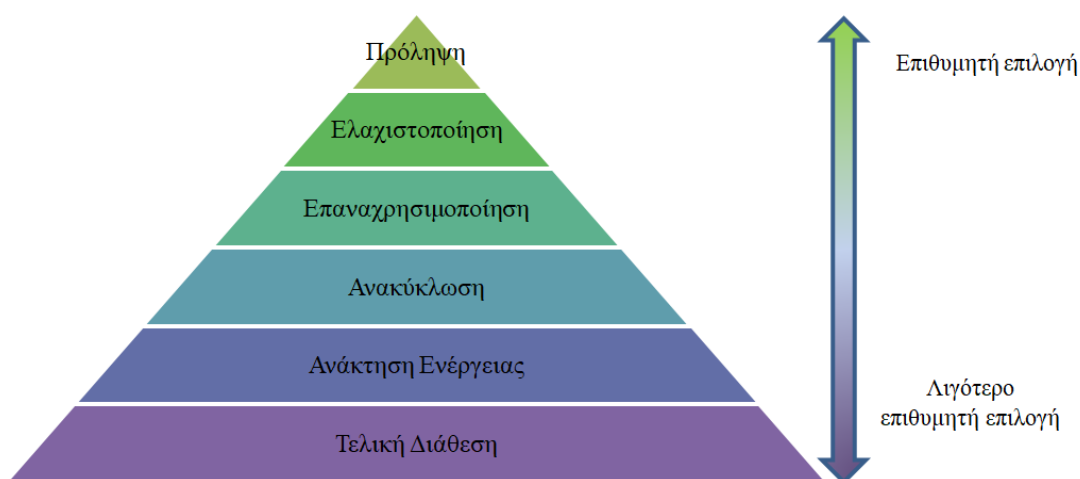 Πρόληψη
Επιθυμητή επιλογή
Ελαχιστοποίηση
Επαναχρησιμοποίηση
Ανακύκλωση
Ανάκτηση Ενέργειας
Λιγότερο
επιθυμητή επιλογή
Τελική Διάθεση